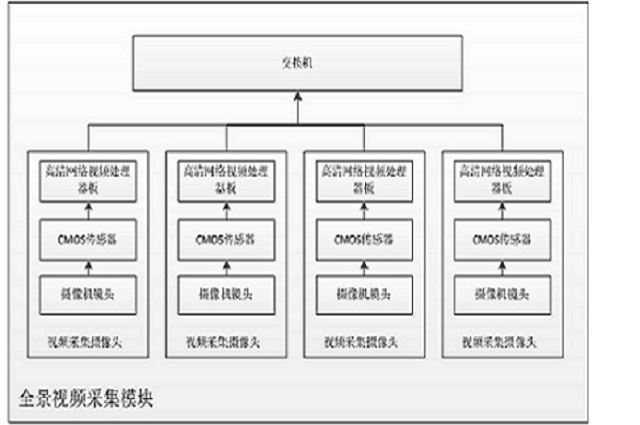 交换机
高清网络视频处理
器板
高清网络视频处理
器板
高清网络视频处理
器板
高清网络视频处理
器板
CMOS传感器
CMOS传感器
CMOS传感器
CMOS传感器
摄像机镜头
摄像机镜头
摄像机镜头
摄像机镜头
视频采集摄像头
视频采集摄像头
视频采集摄像头
视频采集摄像头
全景视频采集模块